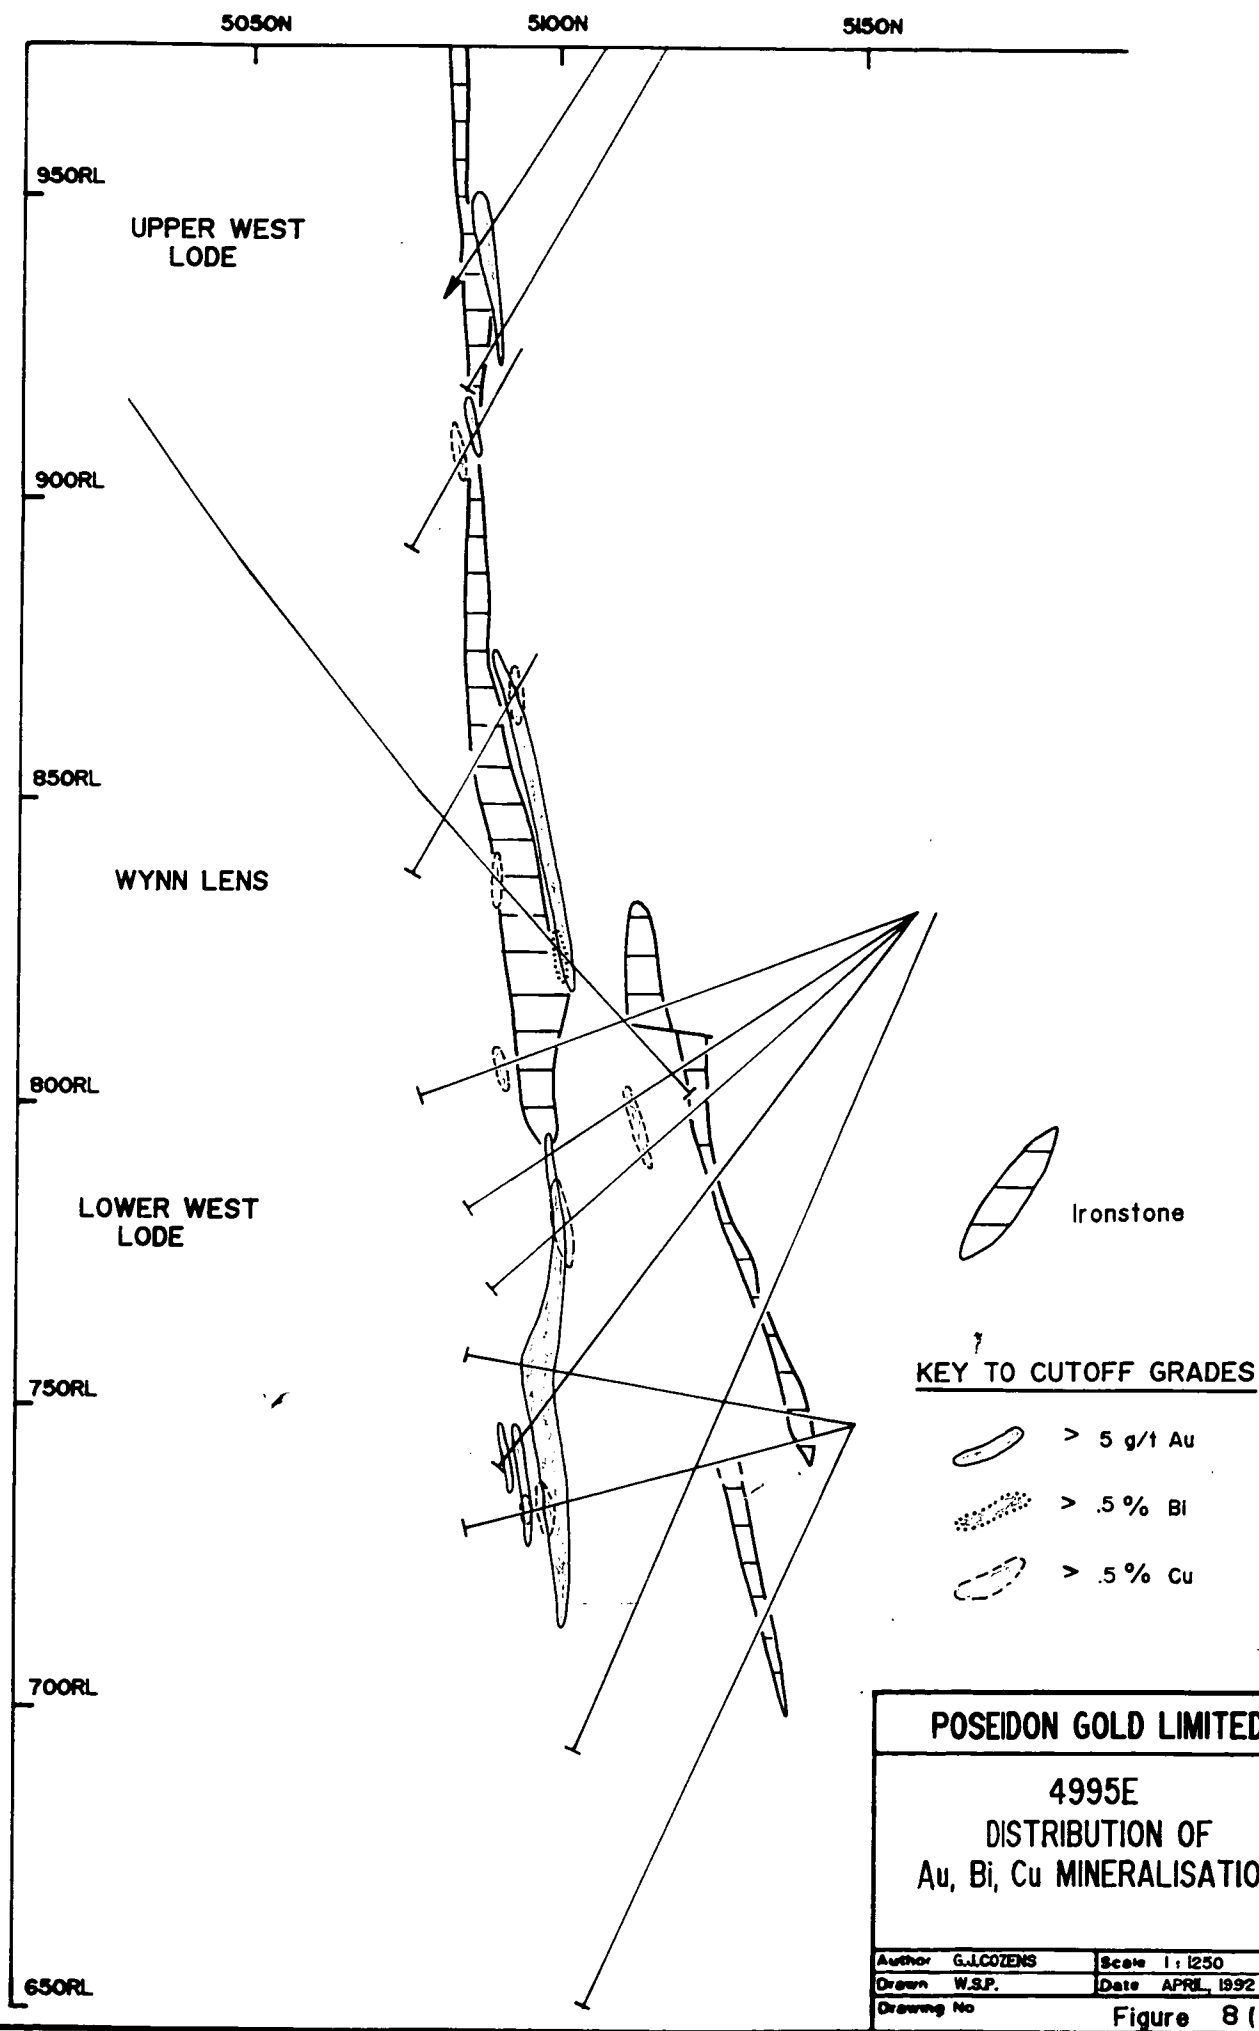 5050N 5100N 5150N
950RL
UPPER WEST
LODE
900RL
850RL
WYNN LENS
800RL
LOWER WEST
LODE
Ironstone
750RL
KEY TO CUTOFF GRADES
> 5 g/t Au
> .5% Bi
> .5% Cu
700RL
POSEIDON GOLD LIMITED
4995E
DISTRIBUTION OF
Au, Bi, Cu MINERALISATIO
650RL
Author G.J.COZENS Scale 1 : 1250
Drawn W.S.P. Date APRIL, 1992
Drawing No Figure 8 (